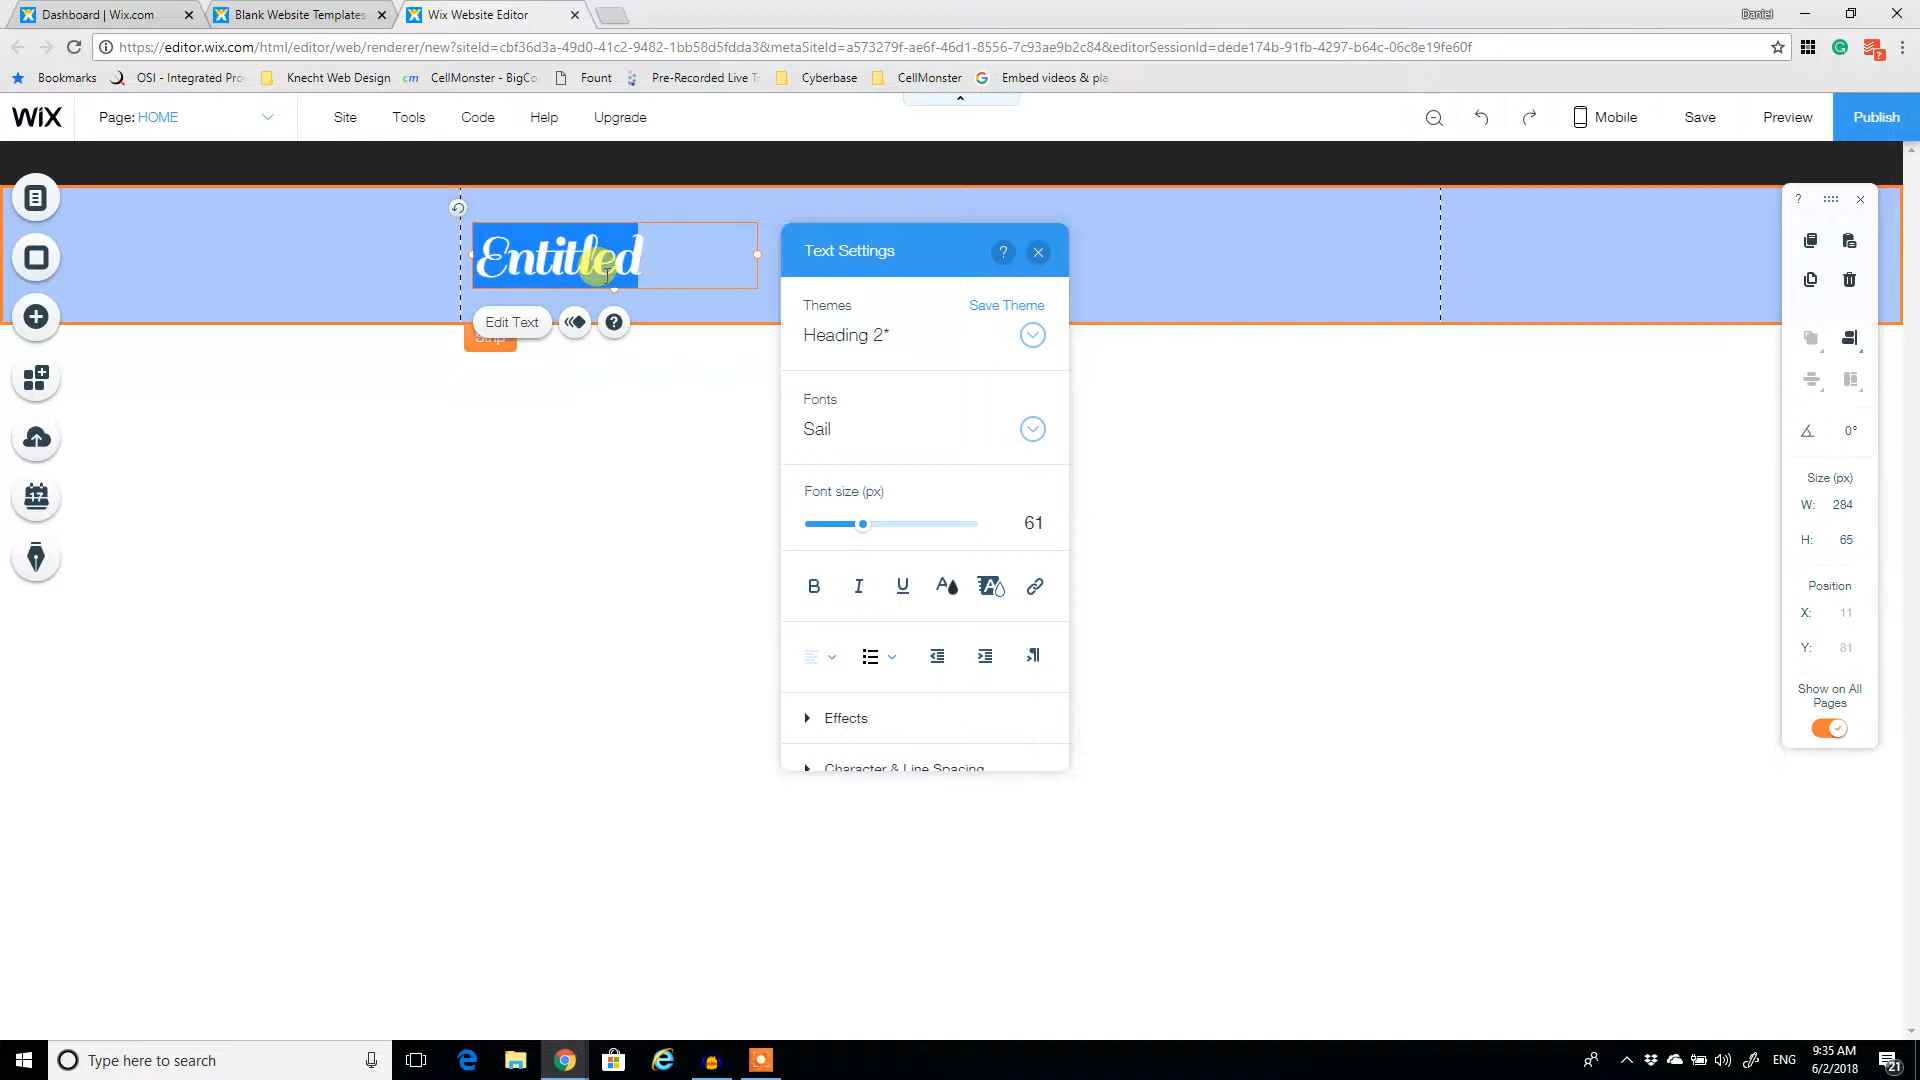 Dashboard | Wix.com
Blank Website Templates
Wix Website Editor
Daniel
https://editor.wix.com/html/editor/web/renderer/new?siteId=cbf36d3a-49d0-41c2-9482-1bb58d5fdda3&metaSiteId=a573279f-ae6f-46d1-8556-7c93ae9b2c84&editorSessionId=dede174b-91fb-4297-b64c-06c8e19fe60f
Bookmarks
OSI - Integrated Pro
Knecht Web Design
cm CellMonster - BigCo
Fount
Pre-Recorded Live T
Cyberbase
CellMonster
Embed videos & pla
WiX
Page: HOME
Site
Tools
Code
Help
Upgrade
Mobile
Save
Preview
Publish
Entitled
Edit Text
?
Strip
Text Settings
?
Themes
Save Theme
Heading 2*
Fonts
Sail
Font size (px)
61
B I U A A
Effects
Character & Line Spacing
?
0°
Size (px)
W: 284
H: 65
Position
X: 11
Y: 81
Show on All
Pages
17
Type here to search
ENG
9:35 AM
6/2/2018
21